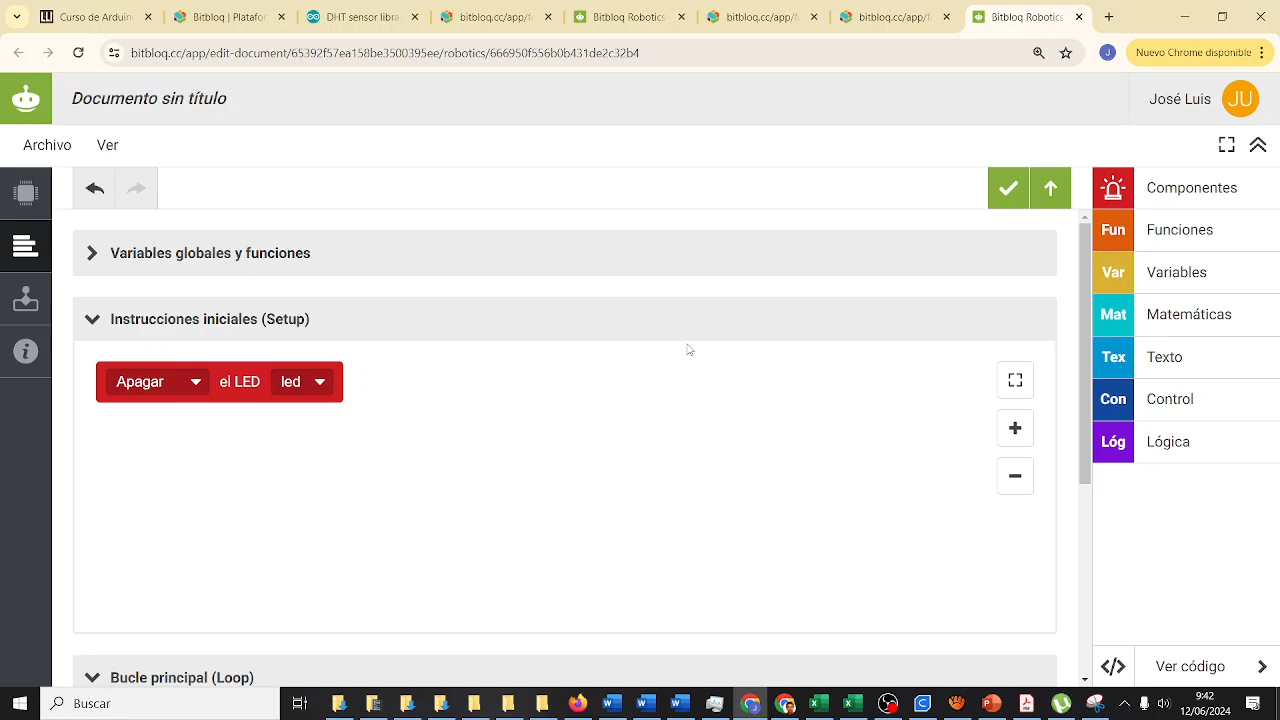 Curso de Arduin
Bitbloq | Platafor
DHT sensor libra
bitbloq.cc/app/f
Bitbloq Robotics
bitbloq.cc/app/f
bitbloq.cc/app/f
Bitbloq Robotics
bitbloq.cc/app/edit-document/65392f57ea158be3500395ee/robotics/666950f556b0b431de2c32b4
J
Nuevo Chrome disponible
Documento sin título
José Luis
JU
Archivo
Ver
Componentes
Fun
Funciones
Variables globales y funciones
Var
Variables
Mat
Matemáticas
Instrucciones iniciales (Setup)
Tex
Texto
Apagar
el LED
led
Con
Control
Lóg
Lógica
</>
Ver código
Bucle principal (Loop)
Buscar
9:42
12/06/2024